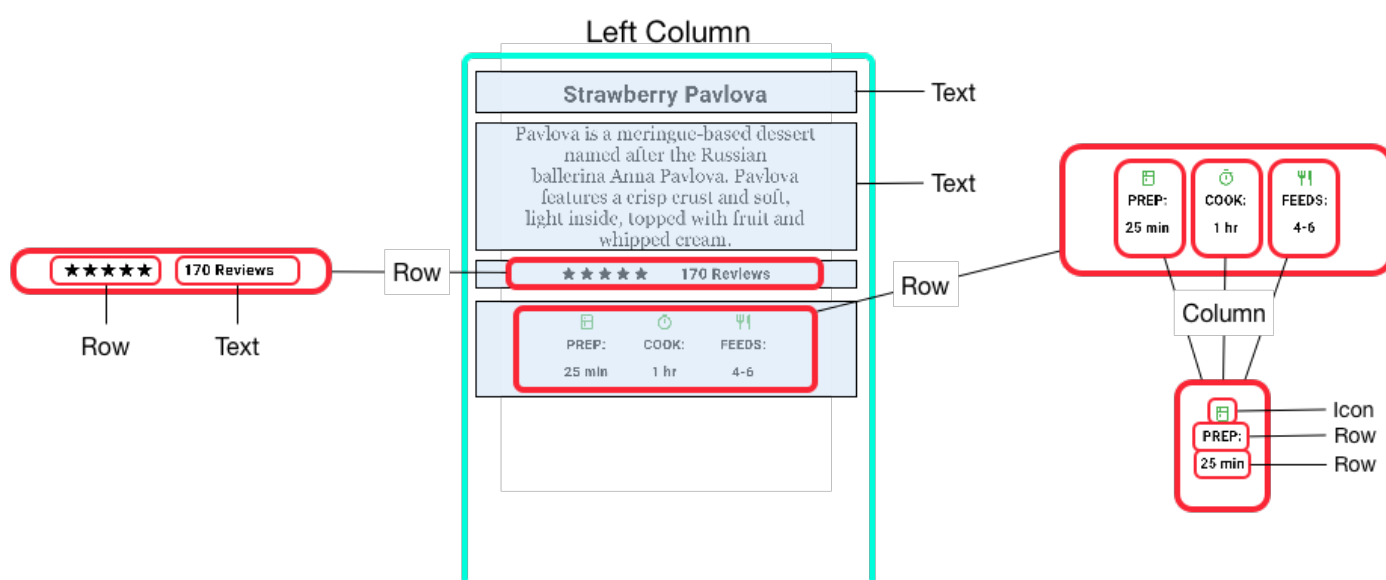 Left Column
Strawberry Pavlova
Text
Pavlova is a meringue-based dessert
named after the Russian
ballerina Anna Pavlova. Pavlova
features a crisp crust and soft,
light inside, topped with fruit and
whipped cream.
Text
★★★★★ 170 Reviews
Row
★★★★★ 170 Reviews
Row
Text
PREP: COOK: FEEDS:
25 min 1 hr 4-6
Row
PREP: COOK: FEEDS:
25 min 1 hr 4-6
Column
PREP:
25 min
Icon
Row
Row